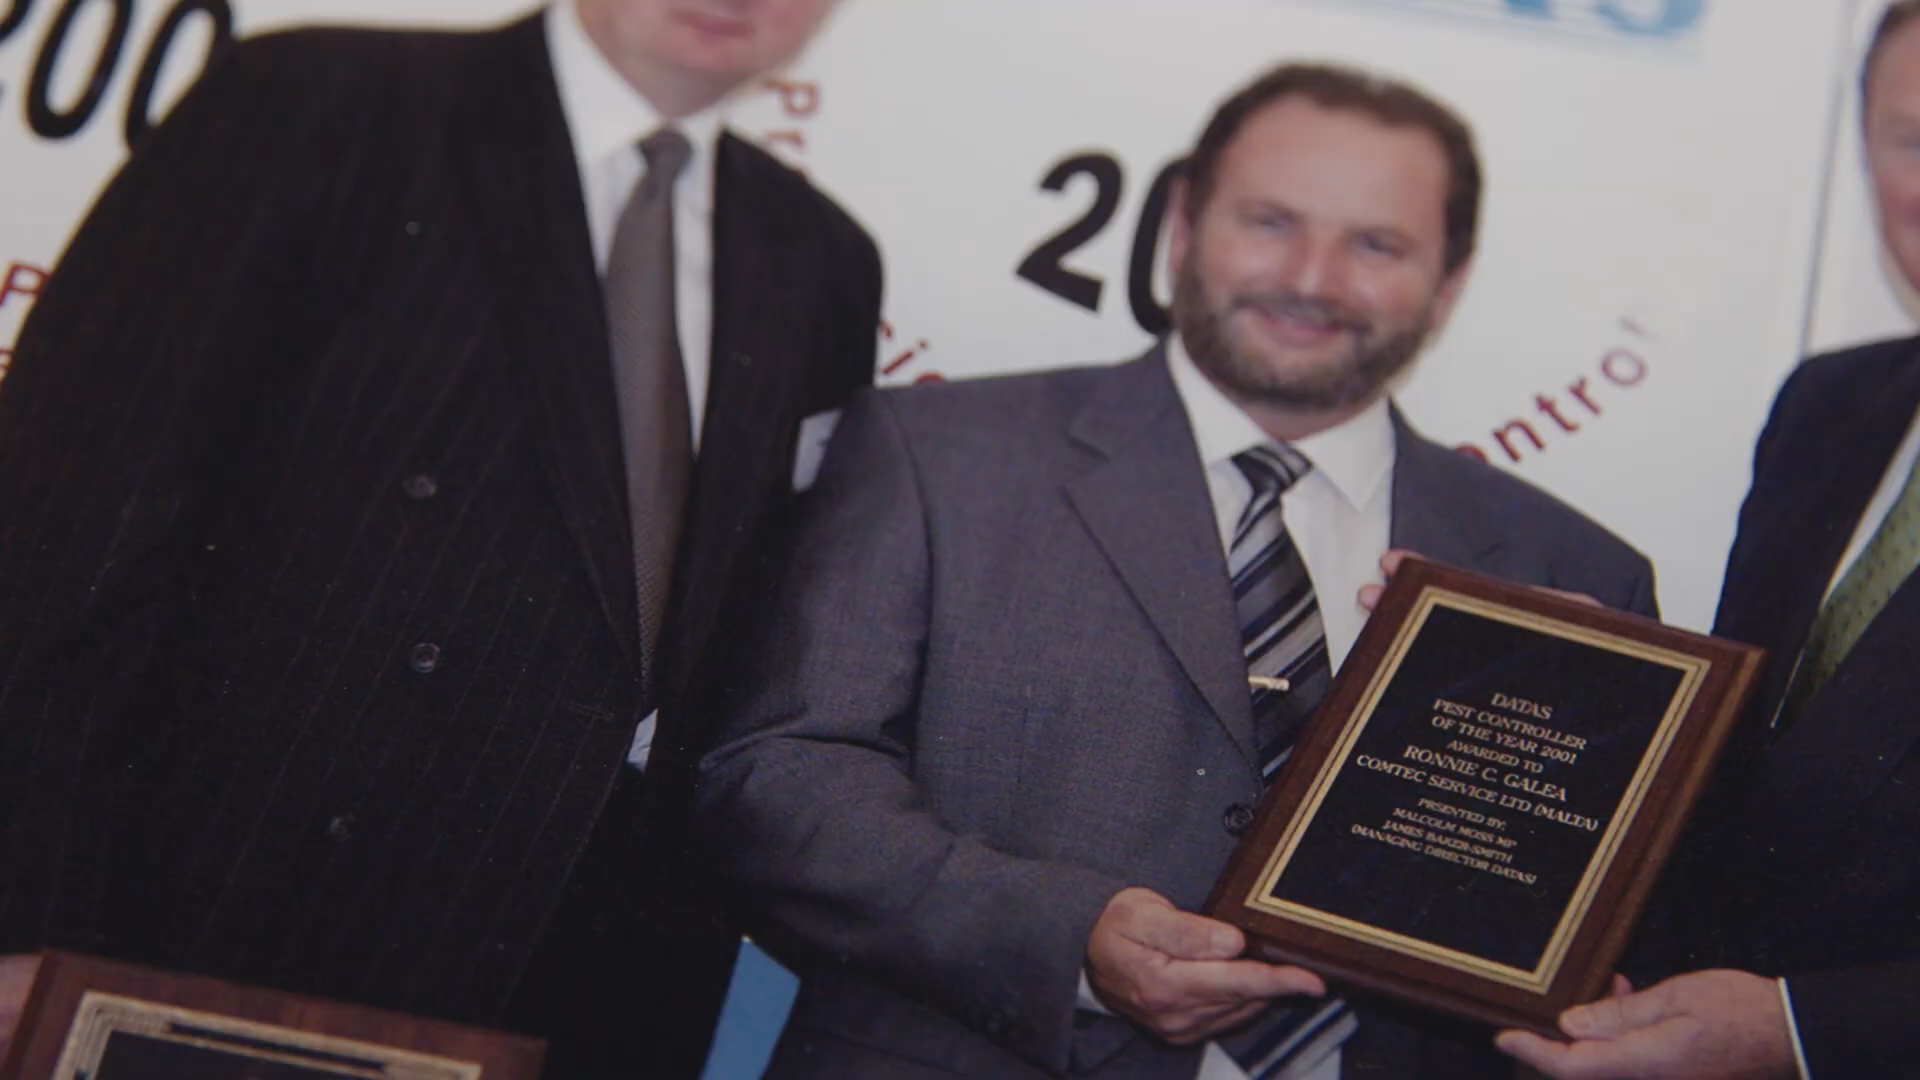 200
20
ontrol
DATAS
PEST CONTROLLER
OF THE YEAR 2001
AWARDED TO
RONNIE C. GALEA
COMTEC SERVICE LTD (MALTA)
PRSENTED BY:
MALCOLM MOSS MP
JAMES BAKER-SMITH
(MANAGING DIRECTOR DATAS)